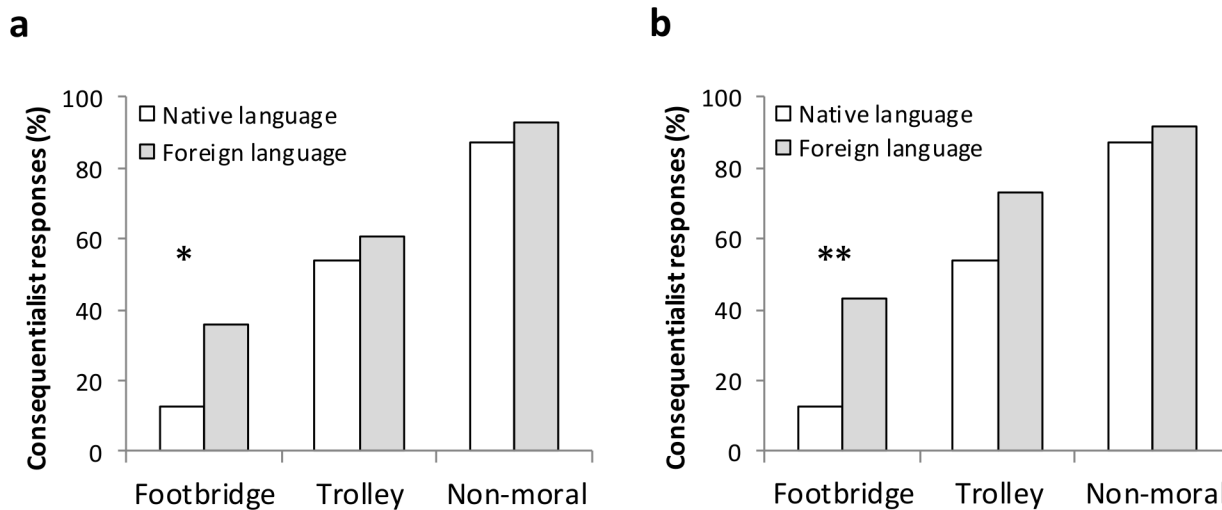 a
Consequentialist responses (%)
100
80
60
40
20
0
Native language
Foreign language
*
Footbridge Trolley Non-moral
b
Consequentialist responses (%)
100
80
60
40
20
0
Native language
Foreign language
**
Footbridge Trolley Non-moral